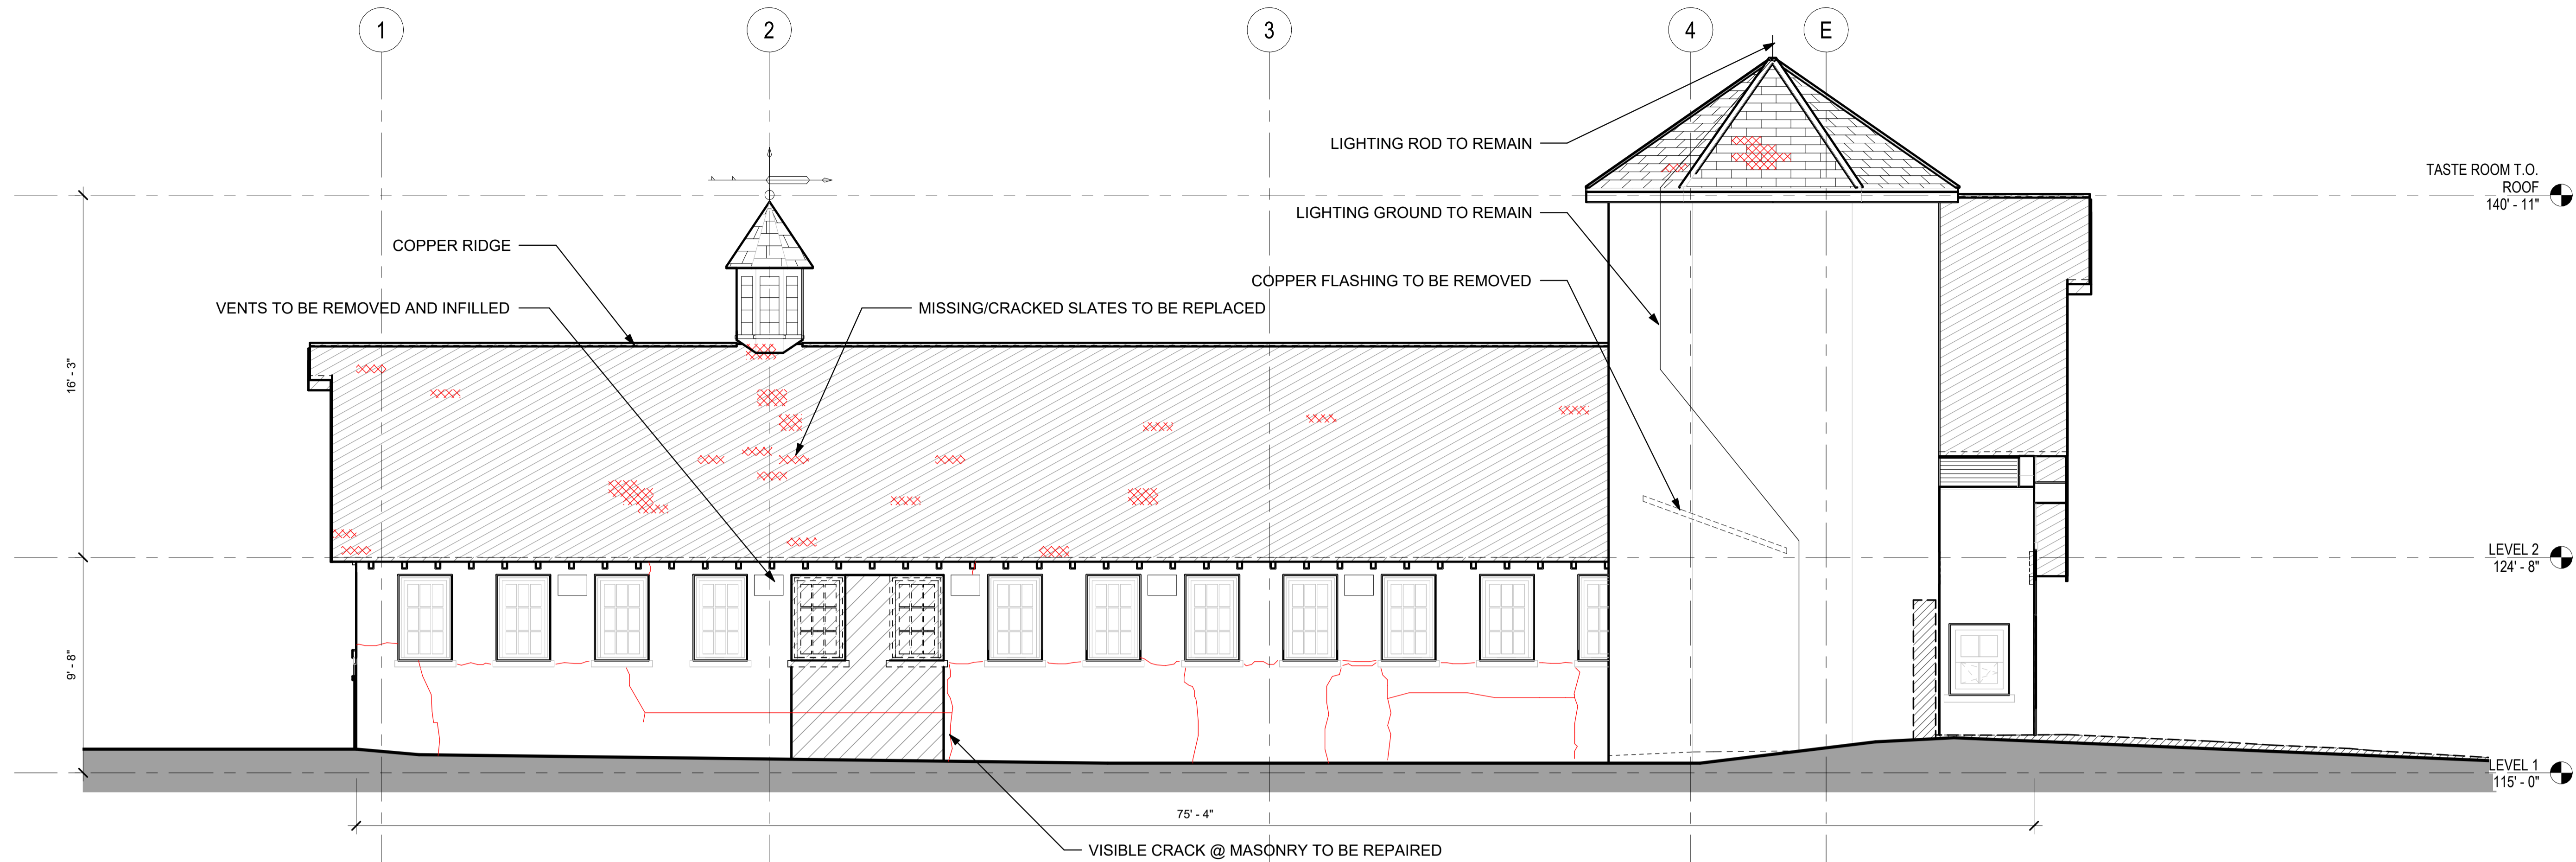 1
2
3
4
E
LIGHTING ROD TO REMAIN
TASTE ROOM T.O.
ROOF
140' - 11"
LIGHTING GROUND TO REMAIN
COPPER RIDGE
COPPER FLASHING TO BE REMOVED
VENTS TO BE REMOVED AND INFILLED
MISSING/CRACKED SLATES TO BE REPLACED
16' - 3"
LEVEL 2
124' - 8"
9' - 8"
LEVEL 1
115' - 0"
75' - 4"
VISIBLE CRACK @ MASONRY TO BE REPAIRED